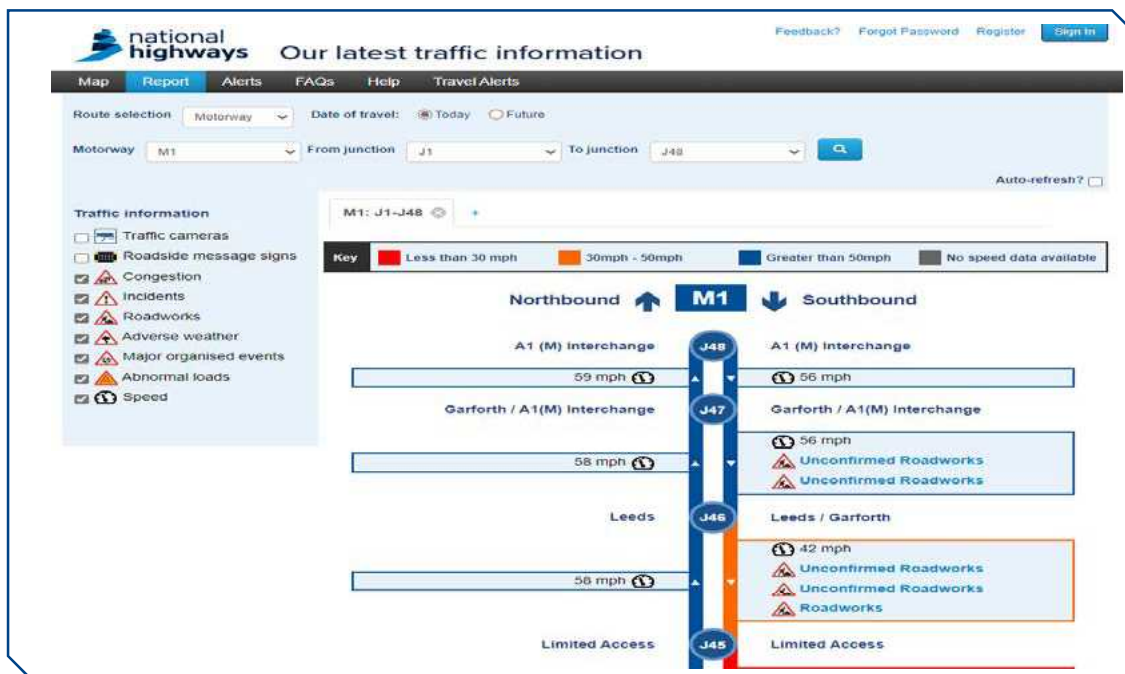 national
highways
Our latest traffic information
Feedback? Forgot Password Register Sign In
Map Report Alerts FAQs Help Travel Alerts
Route selection Motorway Date of travel: Today Future
Motorway M1 From junction J1 To junction J48
Auto-refresh?
Traffic information
Traffic cameras
Roadside message signs
Congestion
Incidents
Roadworks
Adverse weather
Major organised events
Abnormal loads
Speed
M1: J1-J48 +
Key Less than 30 mph 30mph - 50mph Greater than 50mph No speed data available
Northbound M1 Southbound
A1 (M) Interchange J48 A1 (M) Interchange
59 mph 56 mph
Garforth / A1(M) Interchange J47 Garforth / A1(M) Interchange
56 mph
58 mph Unconfirmed Roadworks
Unconfirmed Roadworks
Leeds J46 Leeds / Garforth
42 mph
Unconfirmed Roadworks
58 mph Unconfirmed Roadworks
Roadworks
Limited Access J45 Limited Access